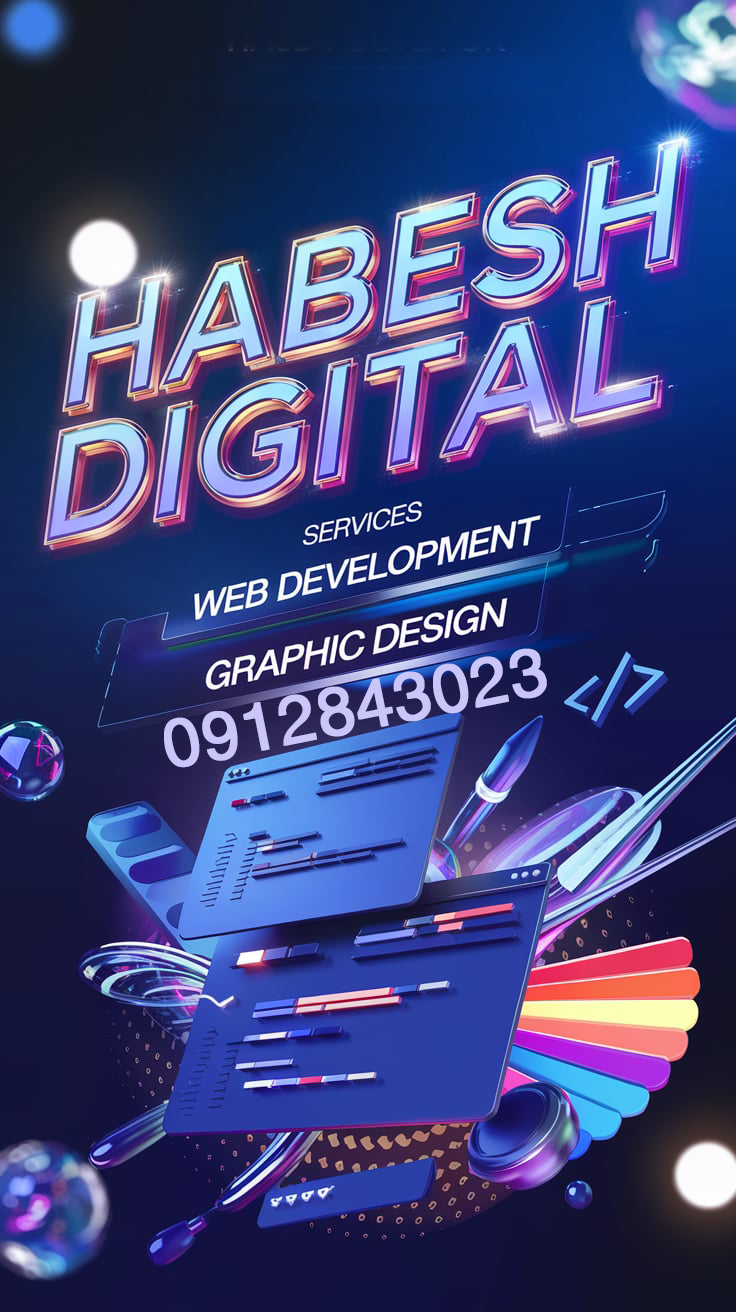 HABESH
DIGITAL
SERVICES
WEB DEVELOPMENT
GRAPHIC DESIGN
0912843023
</>